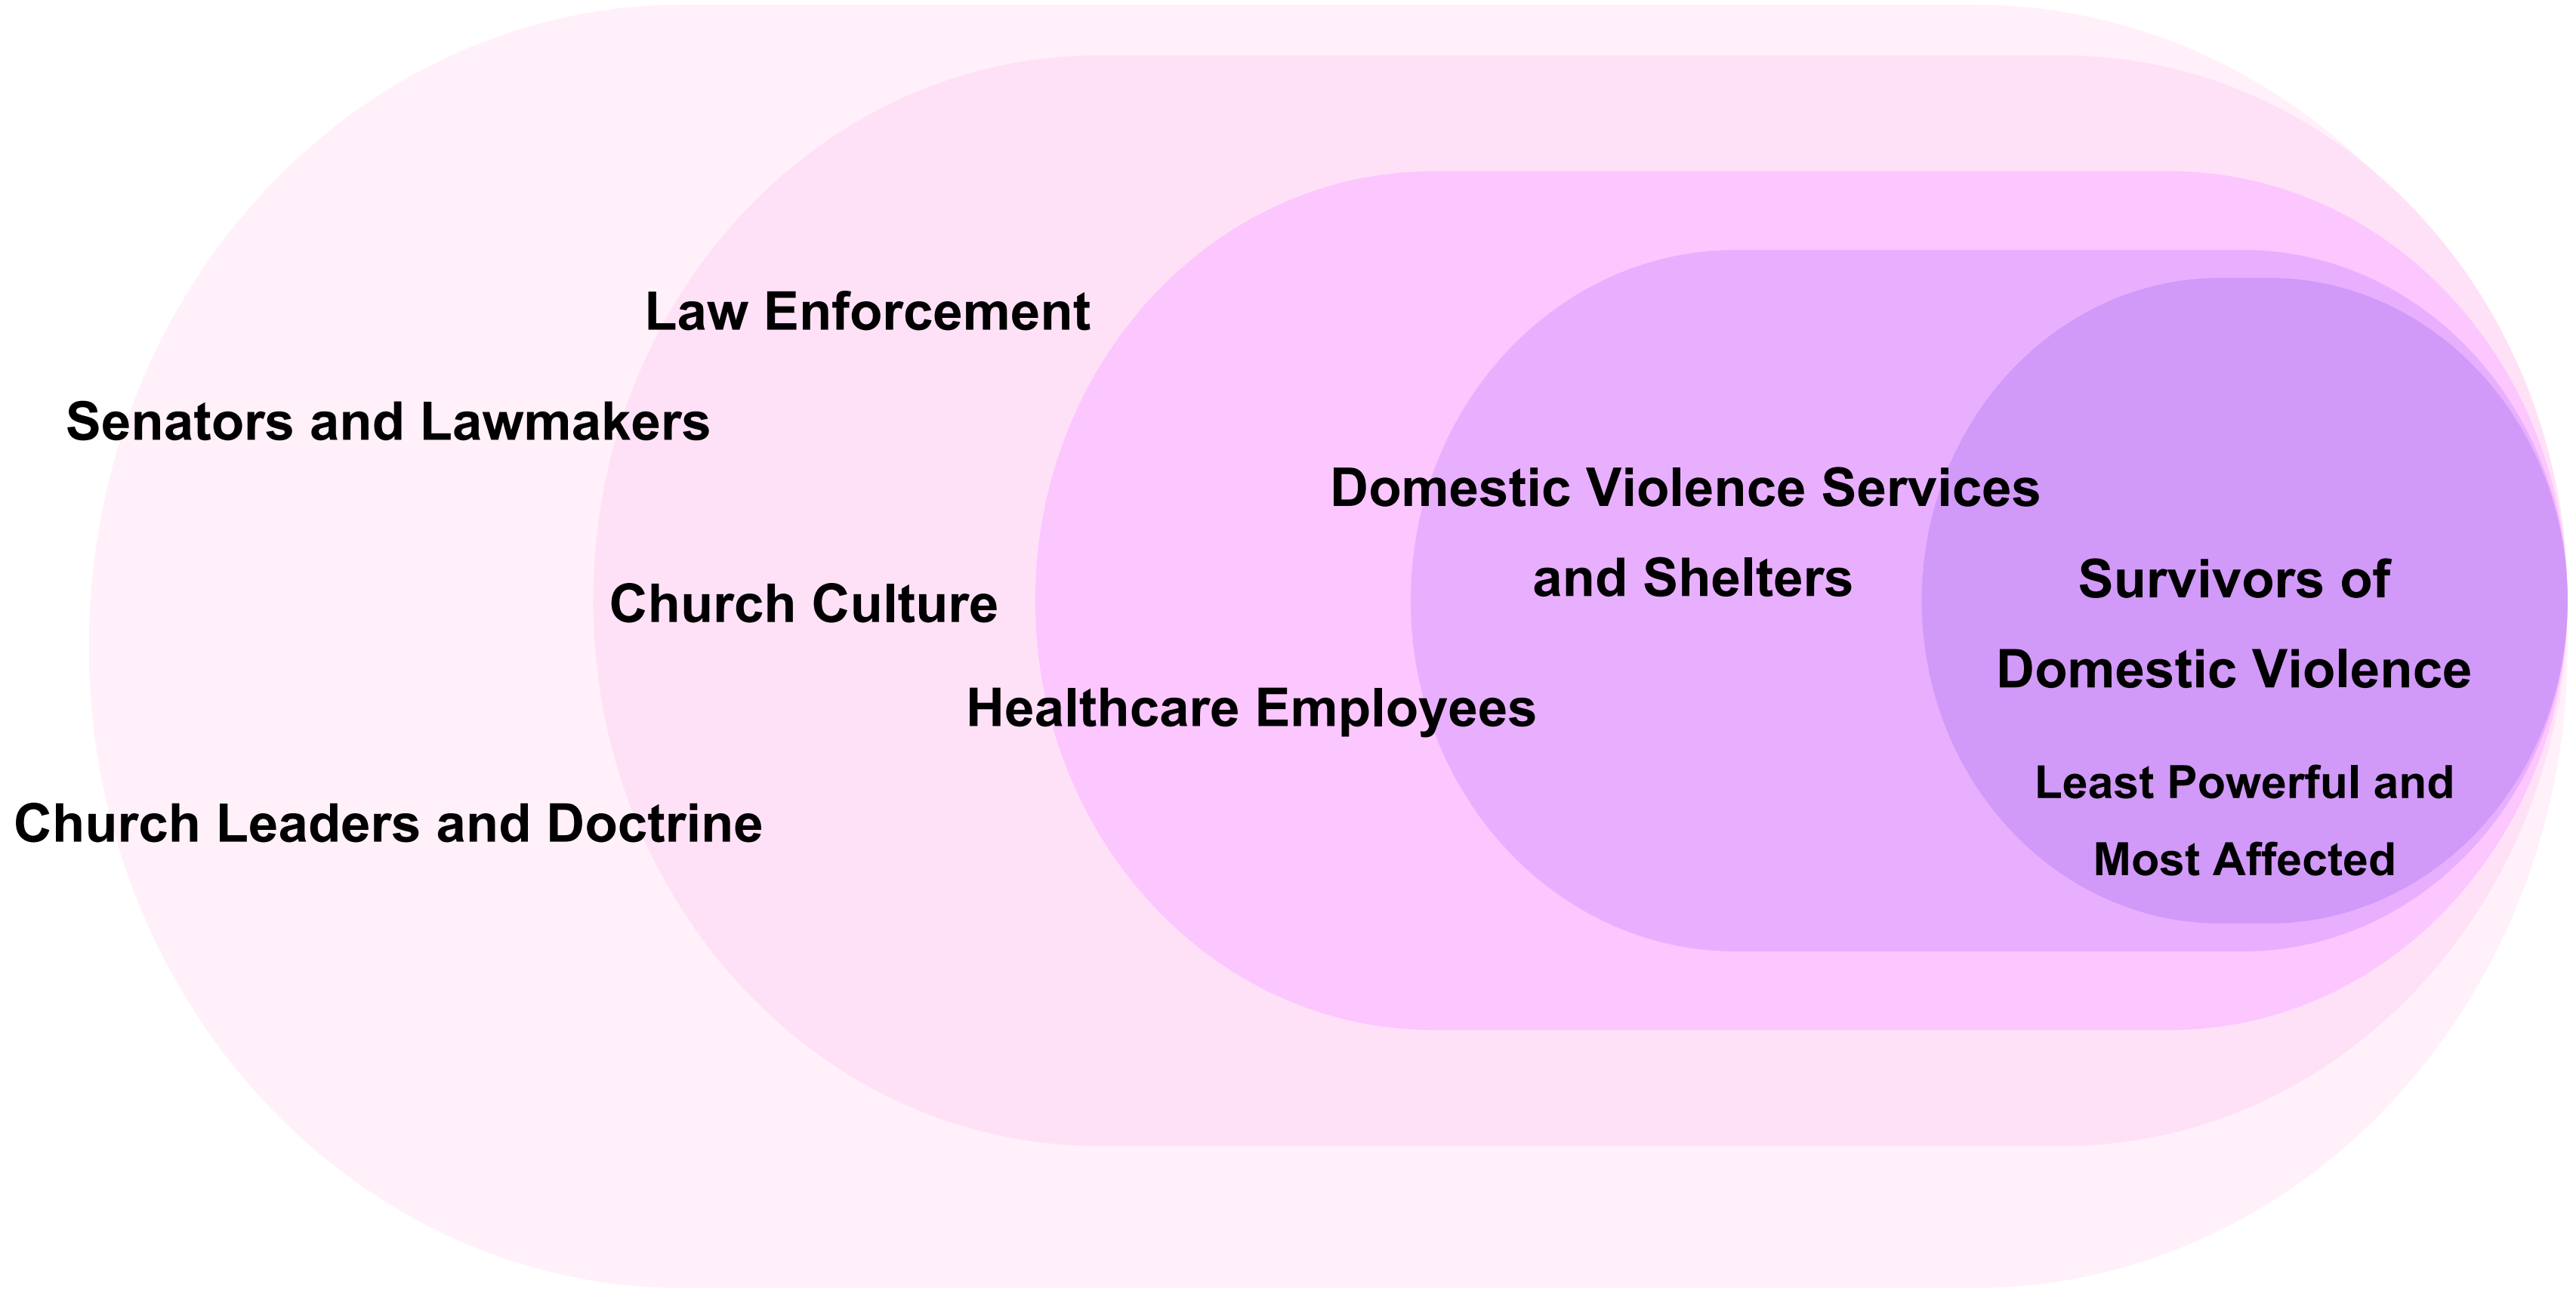 Law Enforcement
Senators and Lawmakers
Domestic Violence Services
and Shelters
Church Culture
Survivors of
Domestic Violence
Healthcare Employees
Least Powerful and
Most Affected
Church Leaders and Doctrine